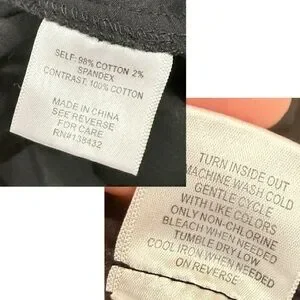 SELF: 98% COTTON 2%
SPANDEX
CONTRAST, 100% COTTON
MADE IN CHINA
SEE REVERSE
FOR CARE
RN#138432
TURN INSIDE OUT
MACHINE WASH COLD
GENTLE CYCLE
WITH LIKE COLORS
ONLY NON-CHLORINE
BLEACH WHEN NEEDED
TUMBLE DRY LOW
COOL IRON WHEN NEEDED
ON REVERSE